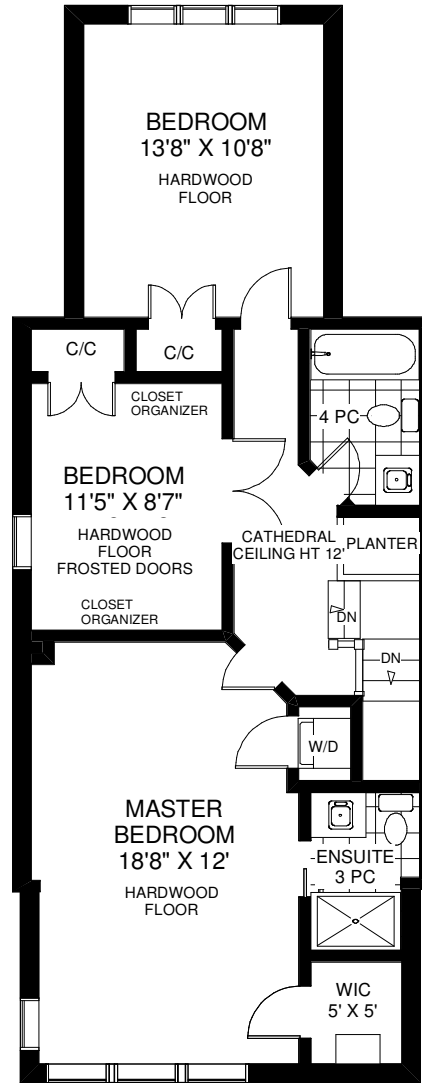 BEDROOM
13'8" X 10'8"
HARDWOOD
FLOOR
C/C
C/C
CLOSET
ORGANIZER
4 PC
BEDROOM
11'5" X 8'7"
HARDWOOD
FLOOR
FROSTED DOORS
CLOSET
ORGANIZER
CATHEDRAL
CEILING HT 12'
PLANTER
DN
DN
W/D
MASTER
BEDROOM
18'8" X 12'
HARDWOOD
FLOOR
ENSUITE
3 PC
WIC
5' X 5'